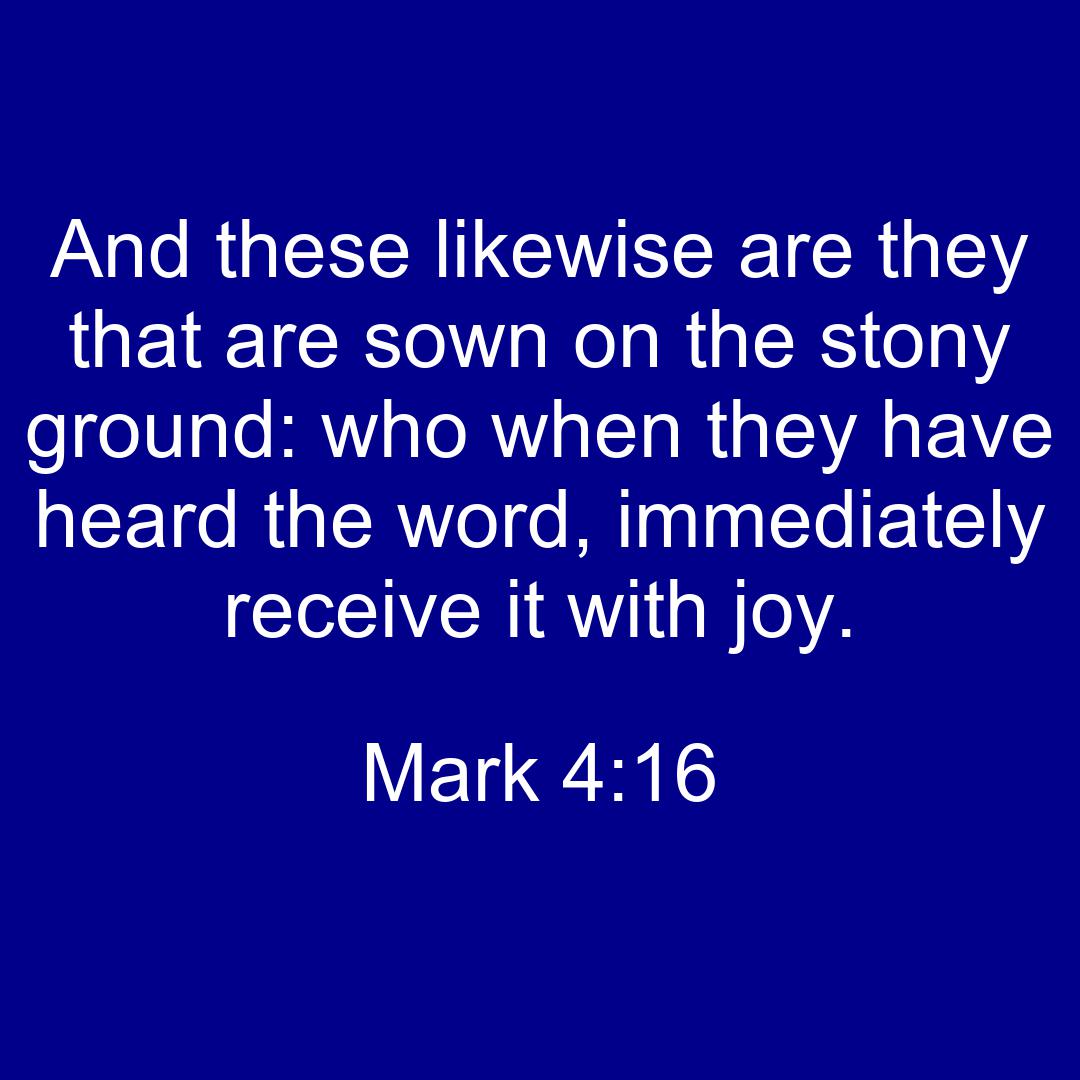 And these likewise are they
that are sown on the stony
ground: who when they have
heard the word, immediately
receive it with joy.
Mark 4:16